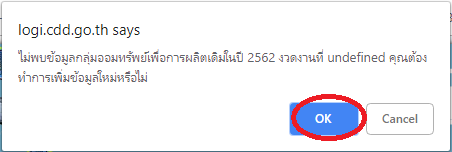 logi.cdd.go.th says
ไม่พบข้อมูลกลุ่มออมทรัพย์เพื่อการผลิตเดิมในปี 2562 งวดงานที่ undefined คุณต้อง
ทำการเพิ่มข้อมูลใหม่หรือไม่
OK Cancel